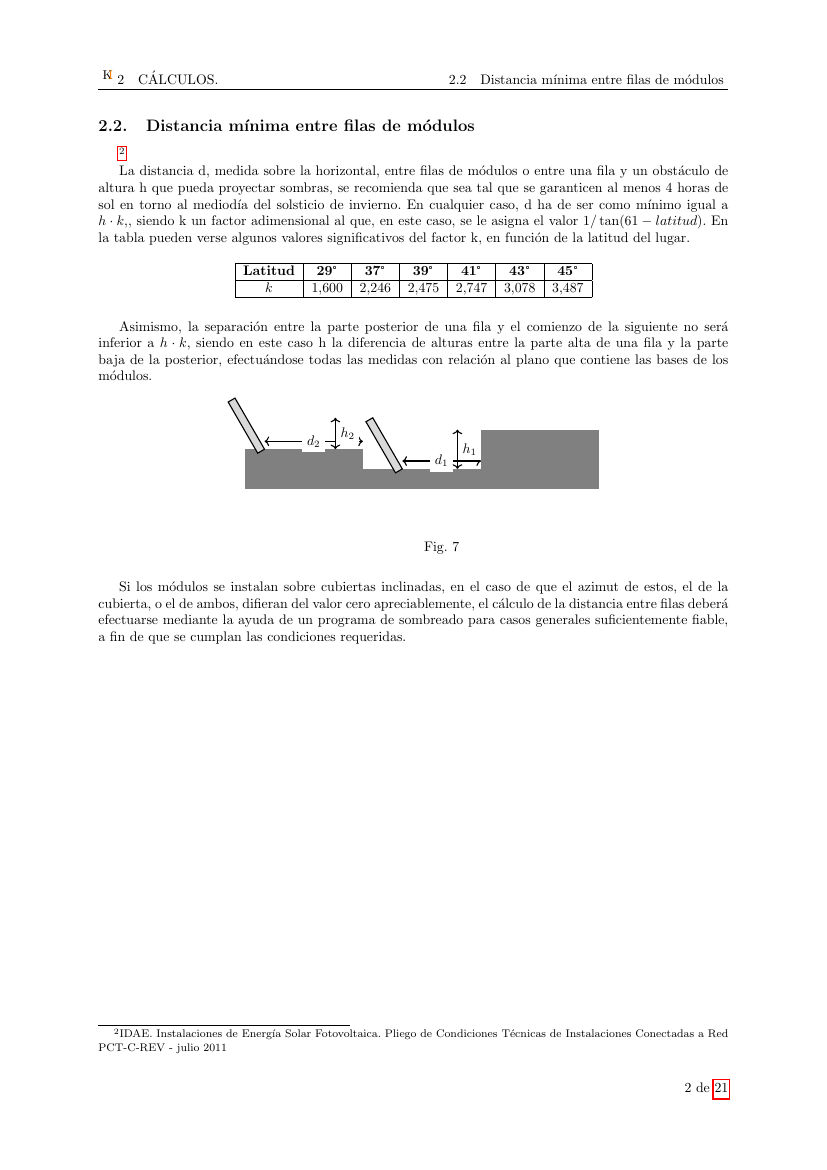 K 2 CÁLCULOS. 2.2 Distancia mínima entre filas de módulos
2.2. Distancia mínima entre filas de módulos
2
La distancia d, medida sobre la horizontal, entre filas de módulos o entre una fila y un obstáculo de
altura h que pueda proyectar sombras, se recomienda que sea tal que se garanticen al menos 4 horas de
sol en torno al mediodía del solsticio de invierno. En cualquier caso, d ha de ser como mínimo igual a
h · k,, siendo k un factor adimensional al que, en este caso, se le asigna el valor 1/ tan(61 − latitud). En
la tabla pueden verse algunos valores significativos del factor k, en función de la latitud del lugar.
Latitud 29° 37° 39° 41° 43° 45°
k 1,600 2,246 2,475 2,747 3,078 3,487
Asimismo, la separación entre la parte posterior de una fila y el comienzo de la siguiente no será
inferior a h · k, siendo en este caso h la diferencia de alturas entre la parte alta de una fila y la parte
baja de la posterior, efectuándose todas las medidas con relación al plano que contiene las bases de los
módulos.
d₂ h₂ d₁ h₁
Fig. 7
Si los módulos se instalan sobre cubiertas inclinadas, en el caso de que el azimut de estos, el de la
cubierta, o el de ambos, difieran del valor cero apreciablemente, el cálculo de la distancia entre filas deberá
efectuarse mediante la ayuda de un programa de sombreado para casos generales suficientemente fiable,
a fin de que se cumplan las condiciones requeridas.
²IDAE. Instalaciones de Energía Solar Fotovoltaica. Pliego de Condiciones Técnicas de Instalaciones Conectadas a Red
PCT-C-REV - julio 2011
2 de 21